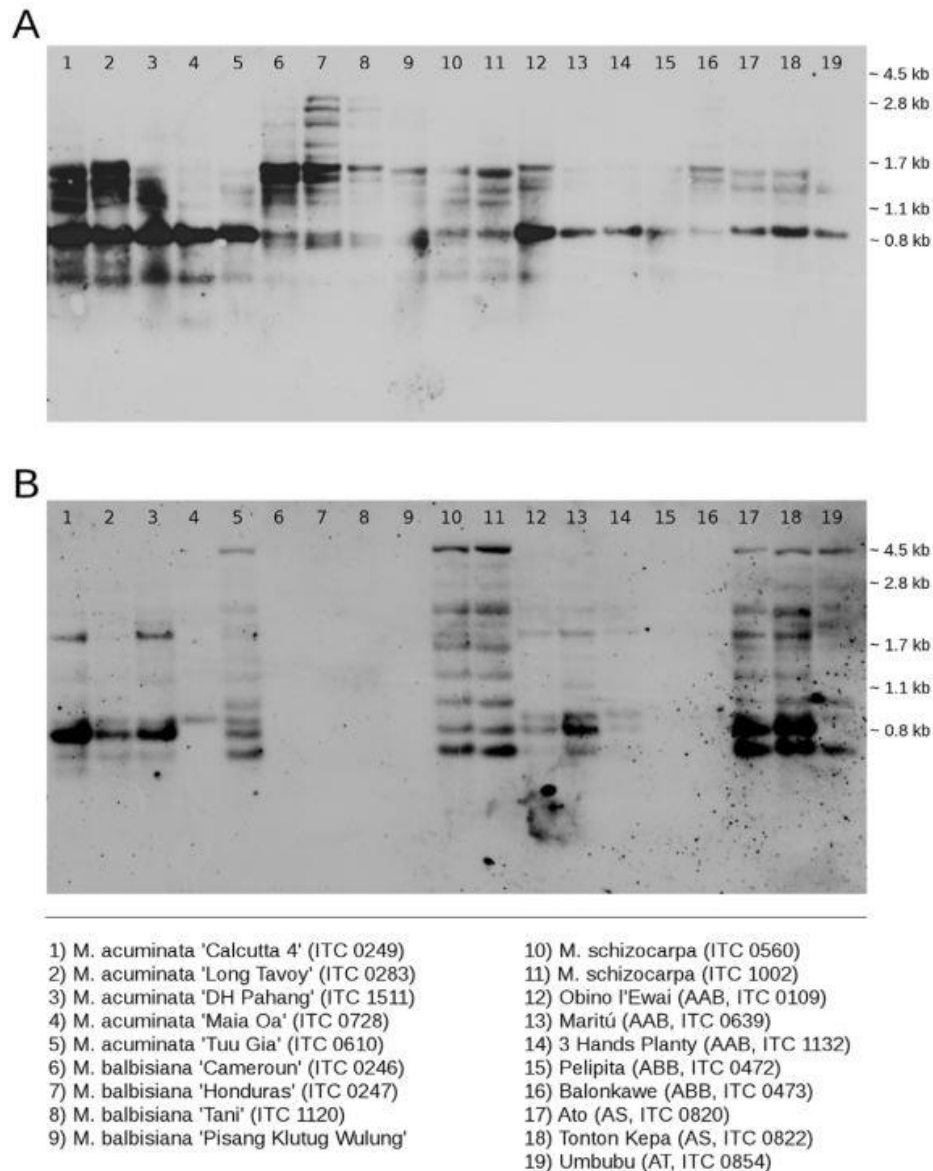 A
1 2 3 4 5 6 7 8 9 10 11 12 13 14 15 16 17 18 19
~ 4.5 kb
~ 2.8 kb
~ 1.7 kb
~ 1.1 kb
~ 0.8 kb
B
1 2 3 4 5 6 7 8 9 10 11 12 13 14 15 16 17 18 19
~ 4.5 kb
~ 2.8 kb
~ 1.7 kb
~ 1.1 kb
~ 0.8 kb
1) M. acuminata 'Calcutta 4' (ITC 0249)
2) M. acuminata 'Long Tavoy' (ITC 0283)
3) M. acuminata 'DH Pahang' (ITC 1511)
4) M. acuminata 'Maia Oa' (ITC 0728)
5) M. acuminata 'Tuu Gia' (ITC 0610)
6) M. balbisiana 'Cameroun' (ITC 0246)
7) M. balbisiana 'Honduras' (ITC 0247)
8) M. balbisiana 'Tani' (ITC 1120)
9) M. balbisiana 'Pisang Klutug Wulung'
10) M. schizocarpa (ITC 0560)
11) M. schizocarpa (ITC 1002)
12) Obino l'Ewai (AAB, ITC 0109)
13) Maritú (AAB, ITC 0639)
14) 3 Hands Planty (AAB, ITC 1132)
15) Pelipita (ABB, ITC 0472)
16) Balonkawe (ABB, ITC 0473)
17) Ato (AS, ITC 0820)
18) Tonton Kepa (AS, ITC 0822)
19) Umbubu (AT, ITC 0854)